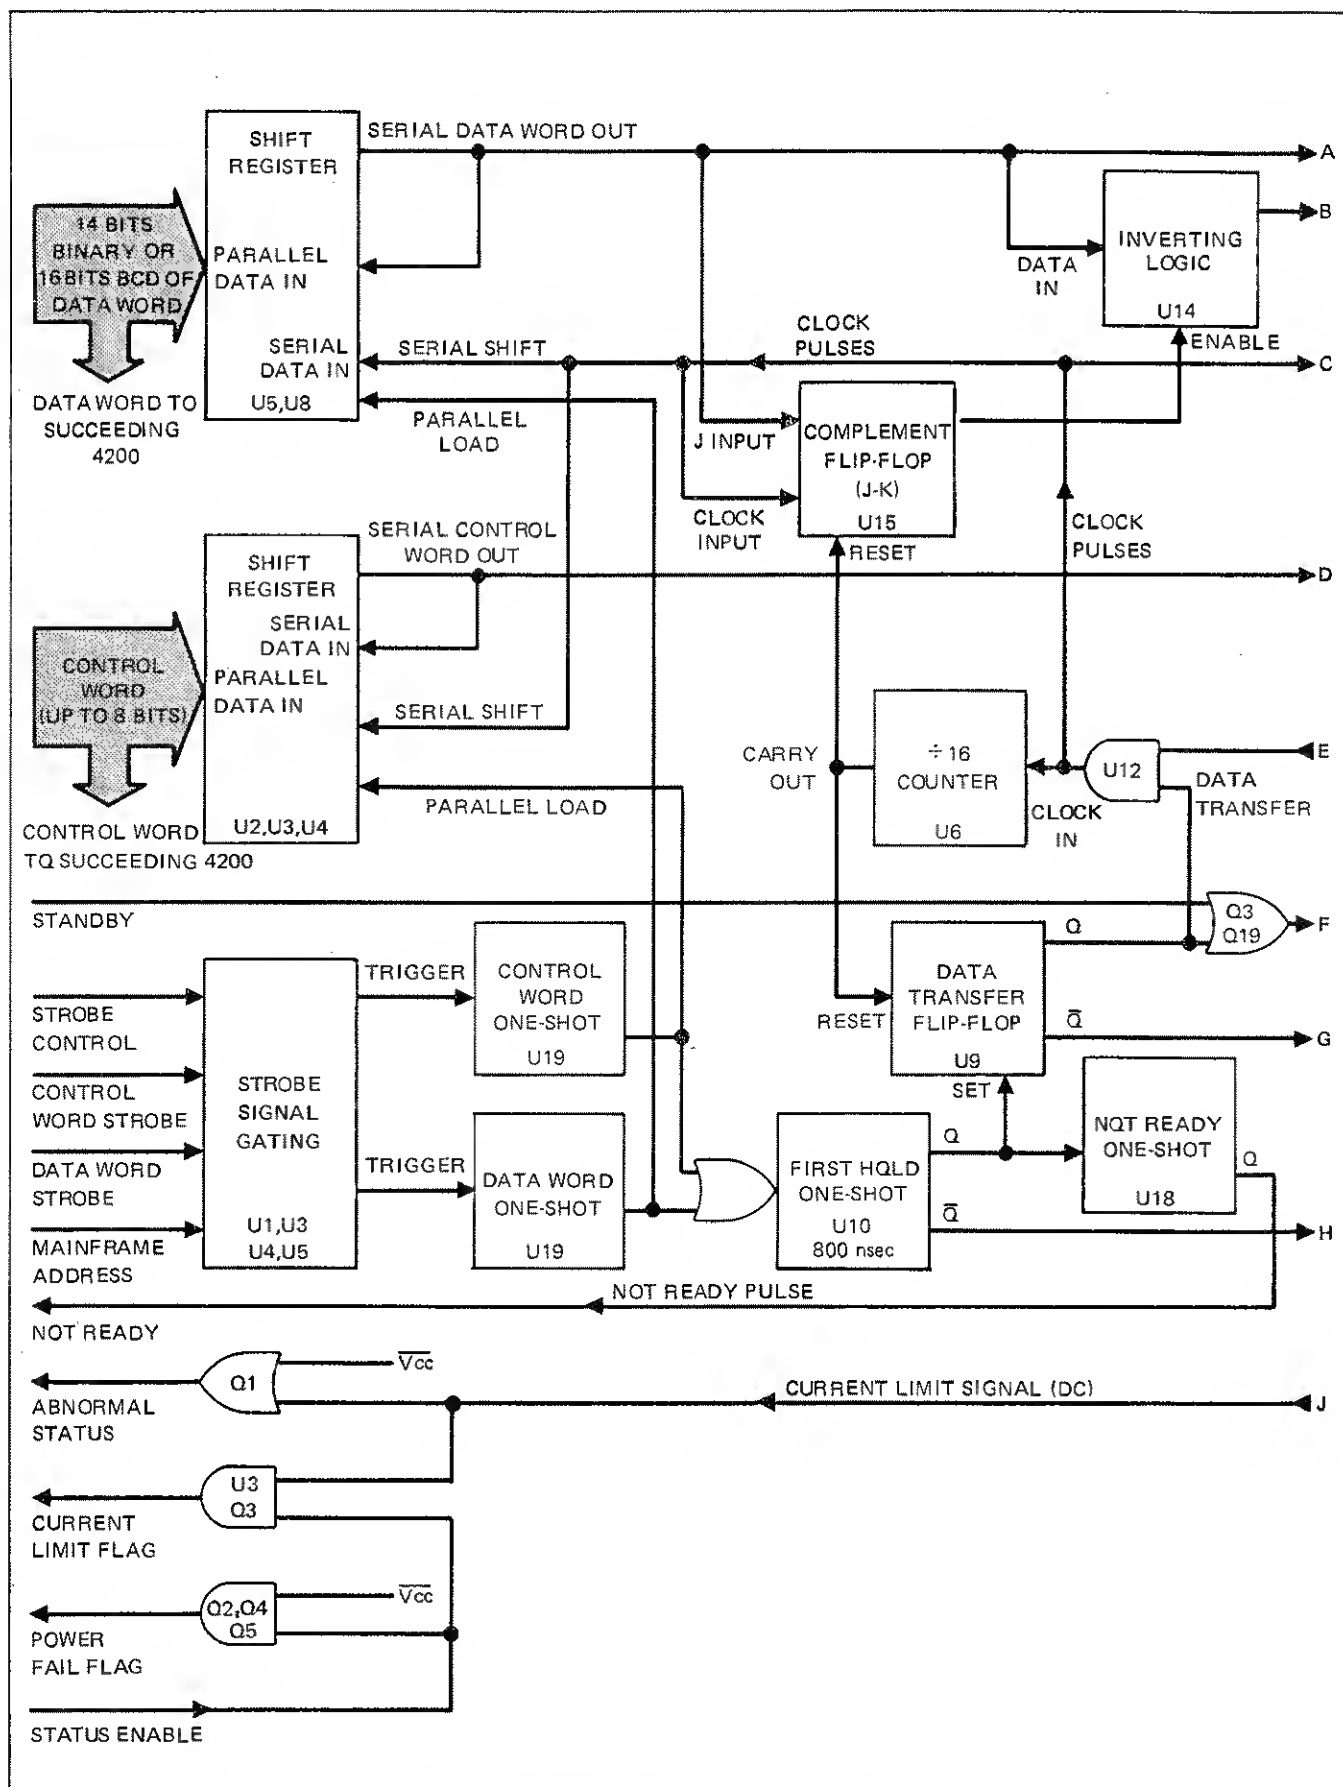 SERIAL DATA WORD OUT
A
SHIFT
REGISTER
14 BITS
BINARY OR
16 BITS BCD OF
DATA WORD
PARALLEL
DATA IN
SERIAL
DATA IN
U5,U8
DATA WORD TO
SUCCEEDING
4200
SERIAL SHIFT
PARALLEL
LOAD
B
INVERTING
LOGIC
U14
DATA
IN
ENABLE
CLOCK
PULSES
C
J INPUT
COMPLEMENT
FLIP-FLOP
(J-K)
U15
CLOCK
INPUT
RESET
CLOCK
PULSES
SERIAL CONTROL
WORD OUT
D
SHIFT
REGISTER
SERIAL
DATA IN
CONTROL
WORD
(UP TO 8 BITS)
PARALLEL
DATA IN
U2,U3,U4
SERIAL SHIFT
PARALLEL LOAD
CONTROL WORD
TO SUCCEEDING 4200
CARRY
OUT
÷ 16
COUNTER
U6
CLOCK
IN
U12
E
DATA
TRANSFER
STANDBY
Q3
Q19
F
STROBE
CONTROL
CONTROL
WORD STROBE
DATA WORD
STROBE
MAINFRAME
ADDRESS
STROBE
SIGNAL
GATING
U1,U3
U4,U5
TRIGGER
CONTROL
WORD
ONE-SHOT
U19
TRIGGER
DATA WORD
ONE-SHOT
U19
RESET
DATA
TRANSFER
FLIP-FLOP
U9
Q
Q̅
G
SET
FIRST HOLD
ONE-SHOT
U10
800 nsec
Q
Q̅
NOT READY
ONE-SHOT
U18
Q
H
NOT READY PULSE
NOT READY
Q1
V̅c̅c̅
ABNORMAL
STATUS
CURRENT LIMIT SIGNAL (DC)
J
U3
Q3
CURRENT
LIMIT FLAG
Q2,Q4
Q5
V̅c̅c̅
POWER
FAIL FLAG
STATUS ENABLE